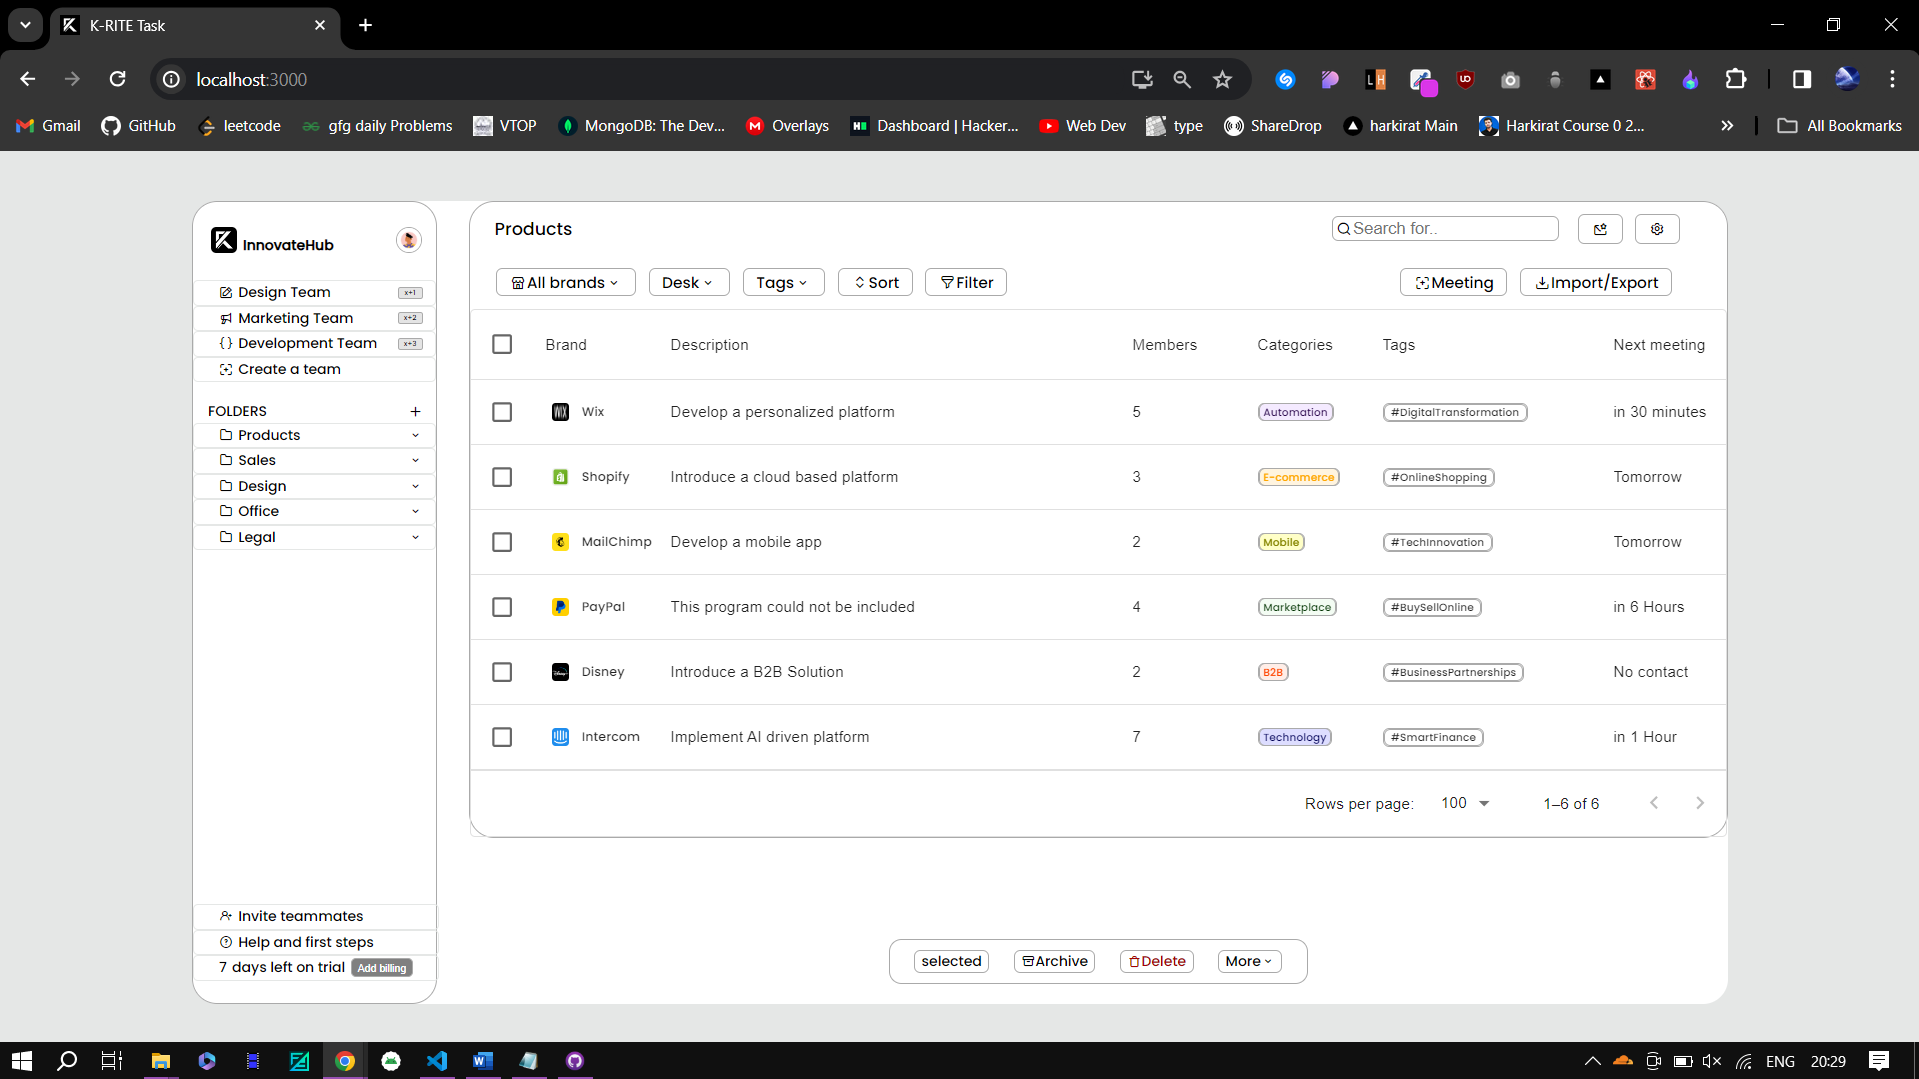 K-RITE Task
localhost:3000
Gmail GitHub leetcode gfg daily Problems VTOP MongoDB: The Dev... Overlays Dashboard | Hacker... Web Dev type ShareDrop harkirat Main Harkirat Course 0 2... All Bookmarks
InnovateHub
Design Team x+1
Marketing Team x+2
Development Team x+3
Create a team
FOLDERS +
Products
Sales
Design
Office
Legal
Invite teammates
Help and first steps
7 days left on trial Add billing
Products Search for..
All brands Desk Tags Sort Filter Meeting Import/Export
Brand Description Members Categories Tags Next meeting
Wix Develop a personalized platform 5 Automation #DigitalTransformation in 30 minutes
Shopify Introduce a cloud based platform 3 E-commerce #OnlineShopping Tomorrow
MailChimp Develop a mobile app 2 Mobile #TechInnovation Tomorrow
PayPal This program could not be included 4 Marketplace #BuySellOnline in 6 Hours
Disney Introduce a B2B Solution 2 B2B #BusinessPartnerships No contact
Intercom Implement AI driven platform 7 Technology #SmartFinance in 1 Hour
Rows per page: 100 1–6 of 6
selected Archive Delete More
ENG 20:29